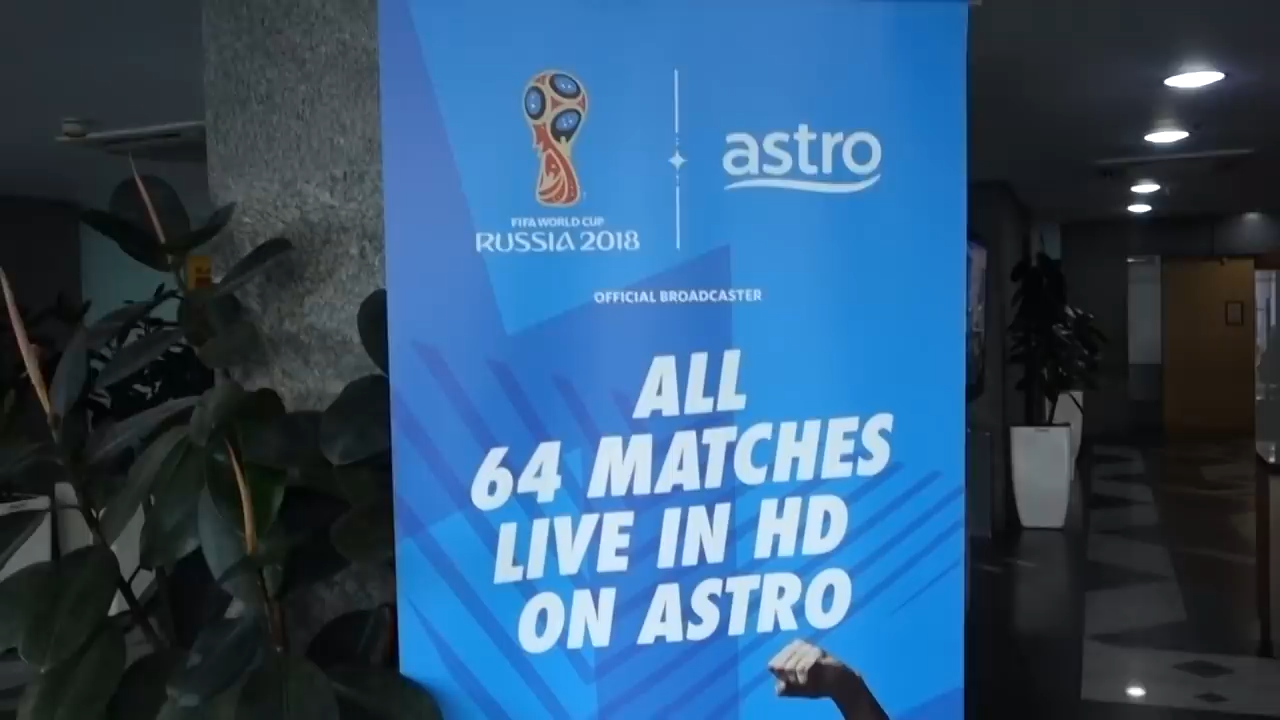 astro
FIFA WORLD CUP
RUSSIA 2018
OFFICIAL BROADCASTER
ALL
64 MATCHES
LIVE IN HD
ON ASTRO